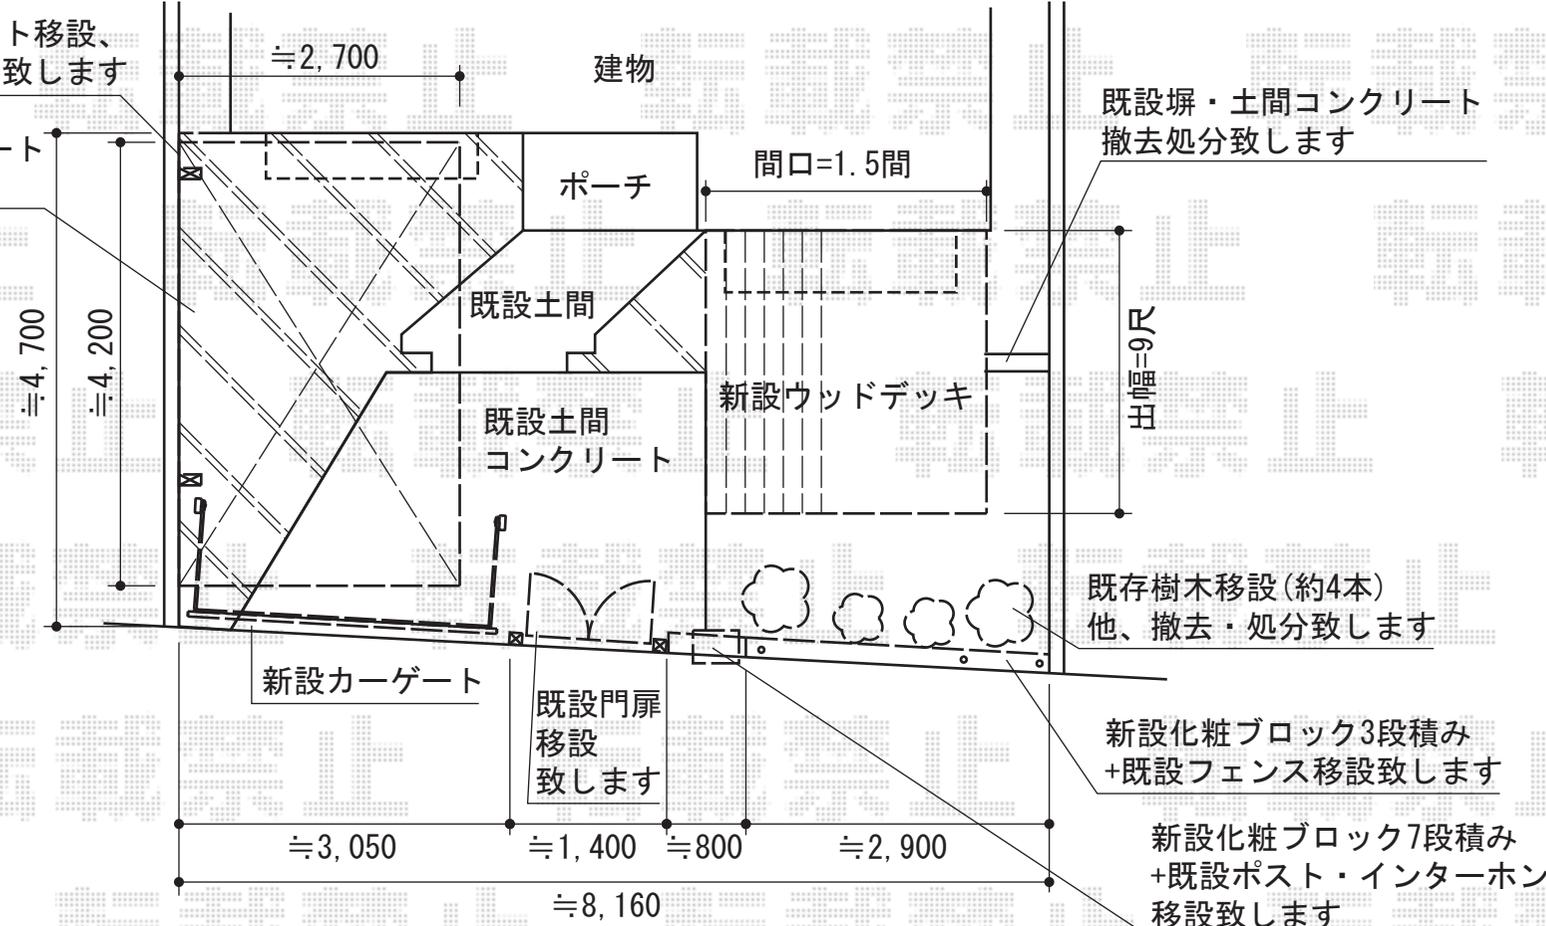 ト移設、
致します
≒2,700
建物
既設塀・土間コンクリート
撤去処分致します
ート
間口=1.5間
ポーチ
既設土間
≒4,700
≒4,200
出幅=9尺
新設ウッドデッキ
既設土間
コンクリート
既存樹木移設(約4本)
他、撤去・処分致します
新設カーゲート
既設門扉
移設
致します
新設化粧ブロック3段積み
+既設フェンス移設致します
≒3,050
≒1,400
≒800
≒2,900
新設化粧ブロック7段積み
+既設ポスト・インターホン
移設致します
≒8,160
転載禁止